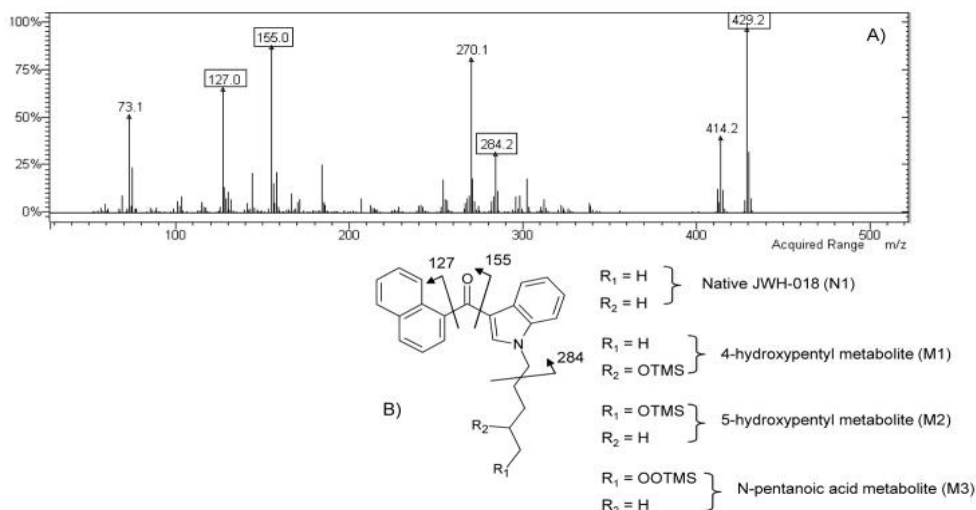 100%
75%
50%
25%
0%
73.1
127.0
155.0
270.1
284.2
414.2
429.2
A)
100
200
300
400
500
Acquired Range m/z
127
155
O
N
284
R2
R1
B)
R1 = H
R2 = H
Native JWH-018 (N1)
R1 = H
R2 = OTMS
4-hydroxypentyl metabolite (M1)
R1 = OTMS
R2 = H
5-hydroxypentyl metabolite (M2)
R1 = OOTMS
R2 = H
N-pentanoic acid metabolite (M3)